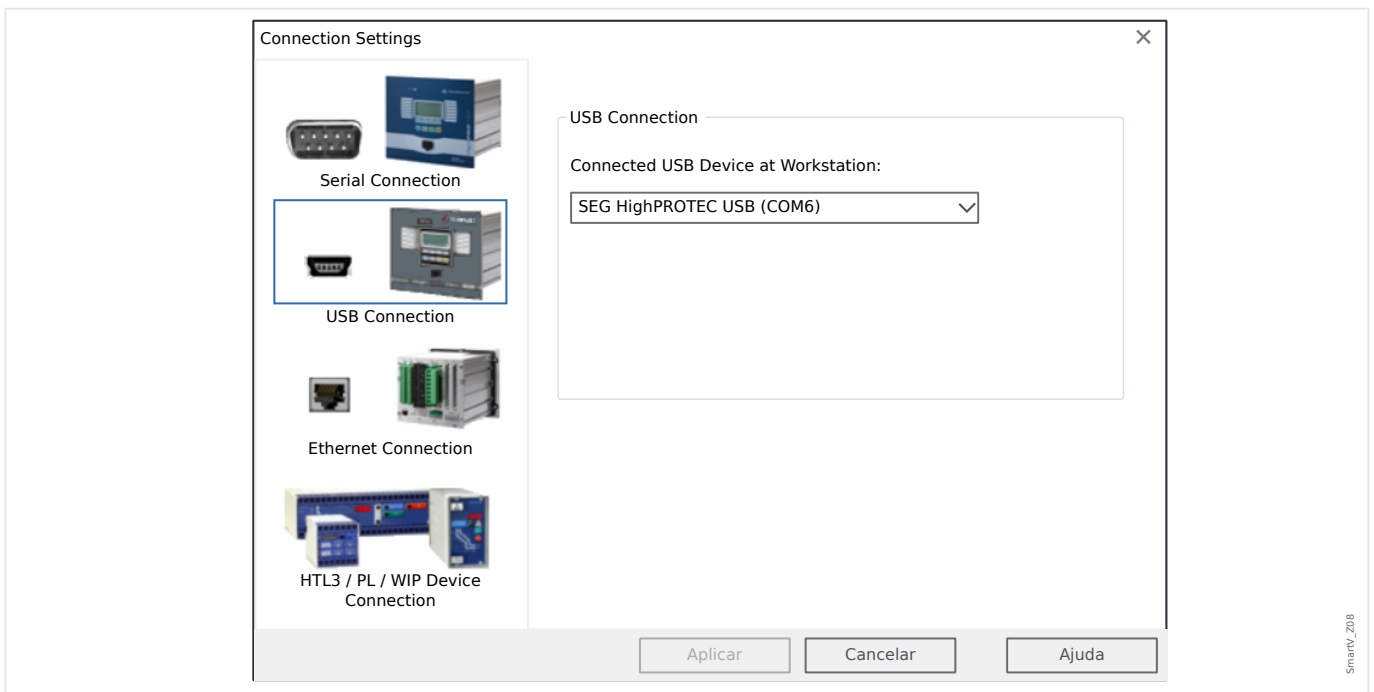 Connection Settings
Serial Connection
USB Connection
Ethernet Connection
HTL3 / PL / WIP Device
Connection
USB Connection
Connected USB Device at Workstation:
SEG HighPROTEC USB (COM6)
Aplicar
Cancelar
Ajuda
SmartV_Z08